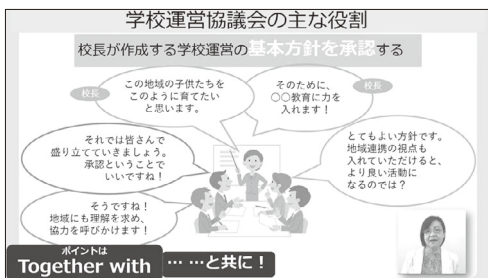 学校運営協議会の主な役割
校長が作成する学校運営の基本方針を承認する
校長
この地域の子供たちを
このように育てたい
と思います。
そのために、
○○教育に力を
入れます！
校長
それでは皆さんで
盛り立てていきましょう。
承認ということで
いいですね！
とてもよい方針です。
地域連携の視点も
入れていただけると、
より良い活動に
なるのでは？
そうですね！
地域にも理解を求め、
協力を呼びかけます！
ポイントは
Together with
… …と共に！